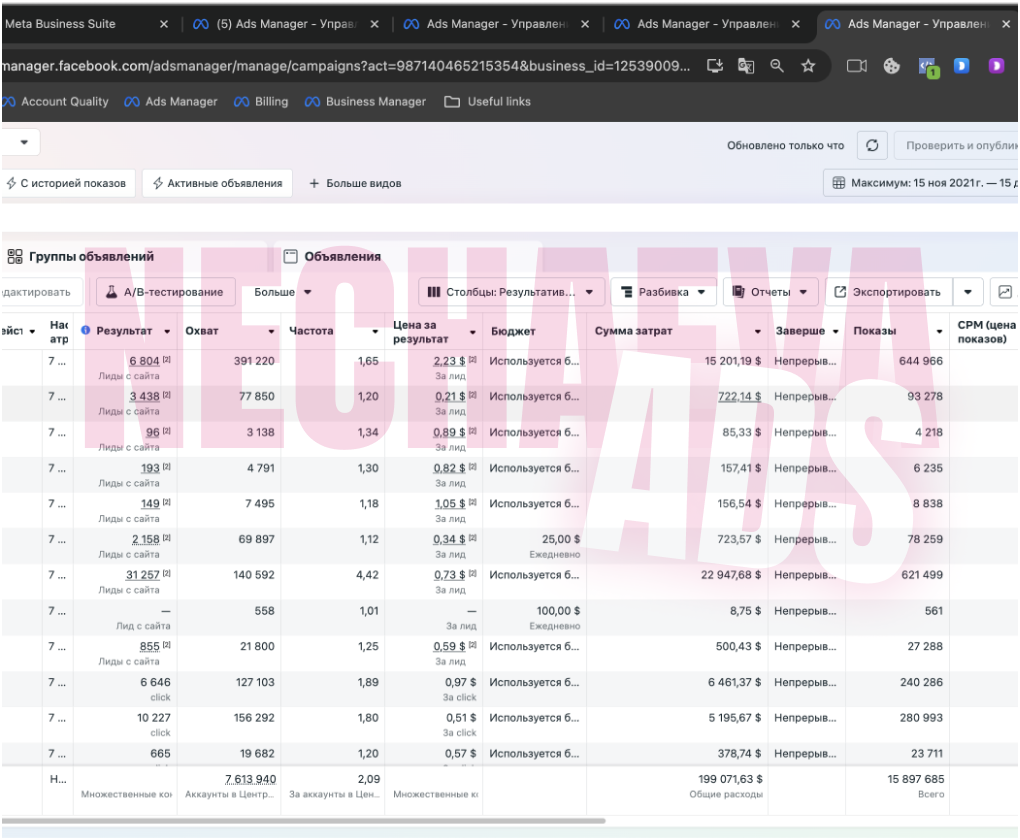 Meta Business Suite (5) Ads Manager - Управл Ads Manager - Управлен Ads Manager - Управлен Ads Manager - Управлен
manager.facebook.com/adsmanager/manage/campaigns?act=987140465215354&business_id=12539009...
Account Quality Ads Manager Billing Business Manager Useful links
Обновлено только что Проверить и опублик
С историей показов Активные объявления + Больше видов Максимум: 15 ноя 2021 г. — 15 д
Группы объявлений Объявления
дактировать A/B-тестирование Больше Столбцы: Результатив... Разбивка Отчеты Экспортировать
ейст Нас атр Результат Охват Частота Цена за результат Бюджет Сумма затрат Заверше Показы CPM (цена показов)
7 ... 6 804 [2] 391 220 1,65 2,23 $ [2] Используется б... 15 201,19 $ Непрерыв... 644 966
Лиды с сайта За лид
7 ... 3 438 [2] 77 850 1,20 0,21 $ [2] Используется б... 722,14 $ Непрерыв... 93 278
Лиды с сайта За лид
7 ... 96 [2] 3 138 1,34 0,89 $ [2] Используется б... 85,33 $ Непрерыв... 4 218
Лиды с сайта За лид
7 ... 193 [2] 4 791 1,30 0,82 $ [2] Используется б... 157,41 $ Непрерыв... 6 235
Лиды с сайта За лид
7 ... 149 [2] 7 495 1,18 1,05 $ [2] Используется б... 156,54 $ Непрерыв... 8 838
Лиды с сайта За лид
7 ... 2 158 [2] 69 897 1,12 0,34 $ [2] 25,00 $ 723,57 $ Непрерыв... 78 259
Лиды с сайта За лид Ежедневно
7 ... 31 257 [2] 140 592 4,42 0,73 $ [2] Используется б... 22 947,68 $ Непрерыв... 621 499
Лиды с сайта За лид
7 ... — 558 1,01 — 100,00 $ 8,75 $ Непрерыв... 561
Лид с сайта За лид Ежедневно
7 ... 855 [2] 21 800 1,25 0,59 $ [2] Используется б... 500,43 $ Непрерыв... 27 288
Лиды с сайта За лид
7 ... 6 646 127 103 1,89 0,97 $ Используется б... 6 461,37 $ Непрерыв... 240 286
click За click
7 ... 10 227 156 292 1,80 0,51 $ Используется б... 5 195,67 $ Непрерыв... 280 993
click За click
7 ... 665 19 682 1,20 0,57 $ Используется б... 378,74 $ Непрерыв... 23 711
Н... 7 613 940 2,09 199 071,63 $ 15 897 685
Множественные кон Аккаунты в Центр... За аккаунты в Цен... Множественные к Общие расходы Всего
NECHAEVA
ADS